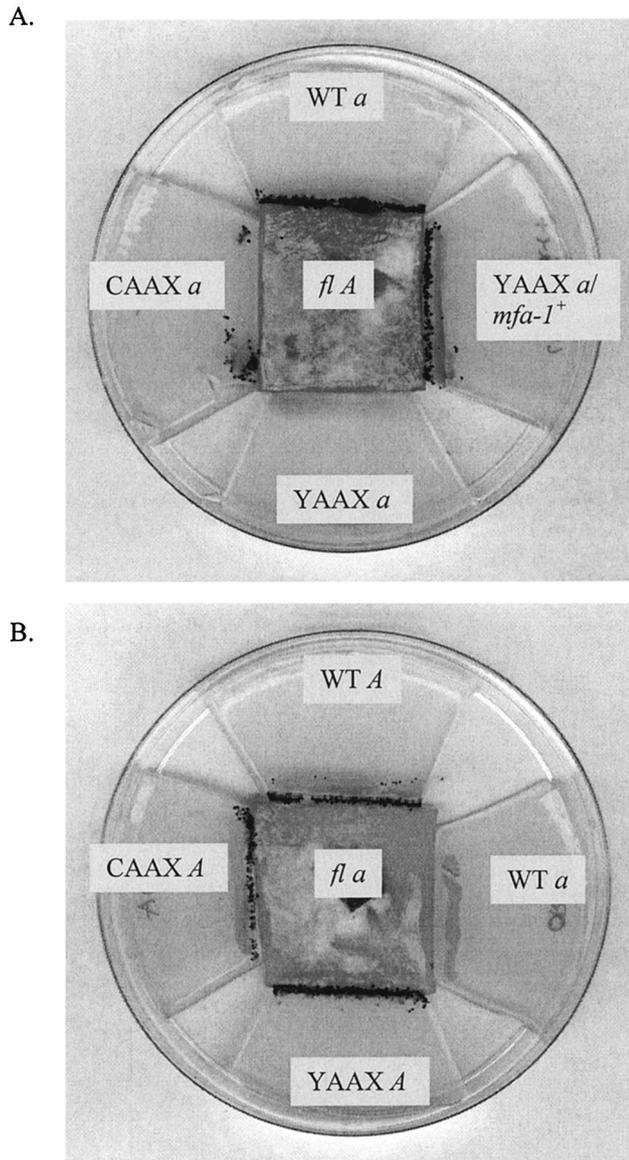 A.
WT a
CAAX a
fl A
YAAX a/
mfa-1+
YAAX a
B.
WT A
CAAX A
fl a
WT a
YAAX A